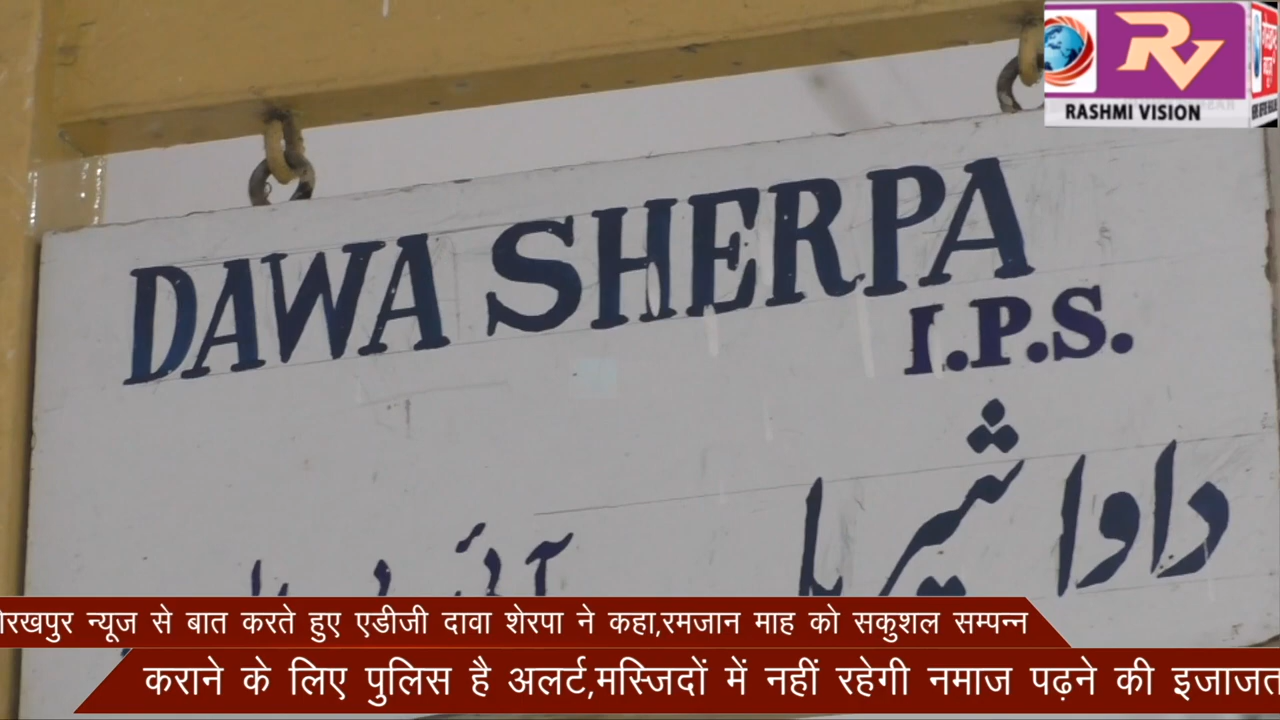 RV
RASHMI VISION
DAWA SHERPA
I.P.S.
داوا شیرپا
गोरखपुर न्यूज से बात करते हुए एडीजी दावा शेरपा ने कहा,रमजान माह को सकुशल सम्पन्न
कराने के लिए पुलिस है अलर्ट,मस्जिदों में नहीं रहेगी नमाज पढ़ने की इजाजत